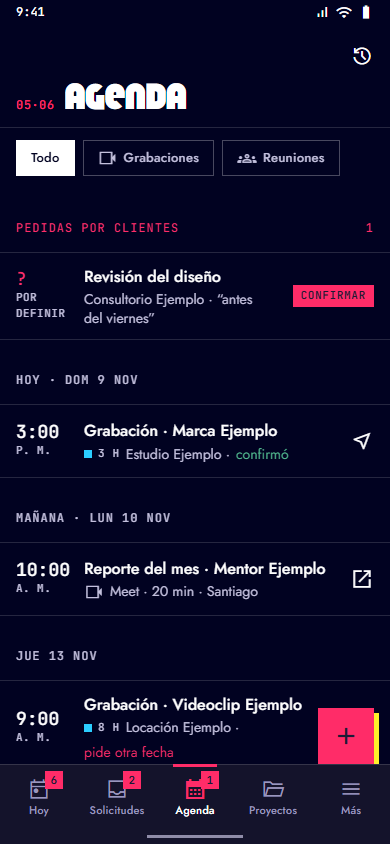 9:41
05·06 AGENDA
Todo
Grabaciones
Reuniones
PEDIDAS POR CLIENTES
1
?
POR
DEFINIR
Revisión del diseño
Consultorio Ejemplo · “antes
del viernes”
CONFIRMAR
HOY · DOM 9 NOV
3:00
P. M.
Grabación · Marca Ejemplo
3 H Estudio Ejemplo · confirmó
MAÑANA · LUN 10 NOV
10:00
A. M.
Reporte del mes · Mentor Ejemplo
Meet · 20 min · Santiago
JUE 13 NOV
9:00
A. M.
Grabación · Videoclip Ejemplo
8 H Locación Ejemplo ·
pide otra fecha
+
6
2
1
Hoy
Solicitudes
Agenda
Proyectos
Más